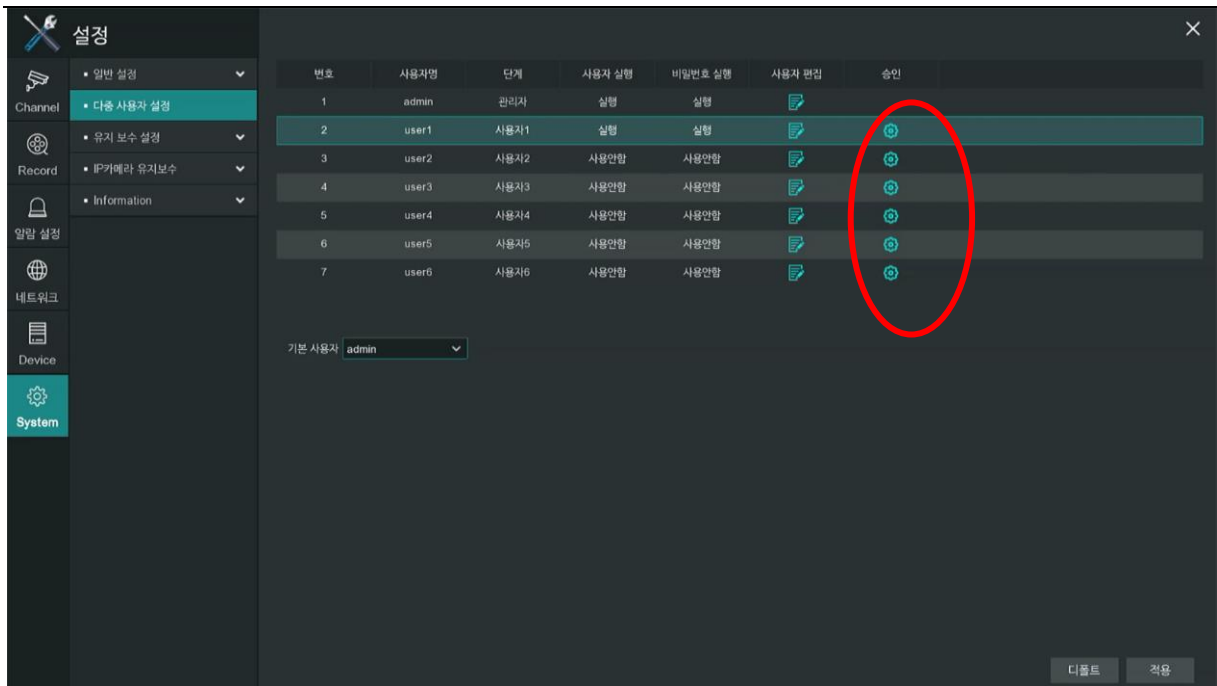 설정
Channel
Record
알람 설정
네트워크
Device
System
일반 설정
다중 사용자 설정
유지 보수 설정
IP카메라 유지보수
Information
번호 사용자명 단계 사용자 실행 비밀번호 실행 사용자 편집 승인
1 admin 관리자 실행 실행
2 user1 사용자1 실행 실행
3 user2 사용자2 사용안함 사용안함
4 user3 사용자3 사용안함 사용안함
5 user4 사용자4 사용안함 사용안함
6 user5 사용자5 사용안함 사용안함
7 user6 사용자6 사용안함 사용안함
기본 사용자 admin
디폴트 적용